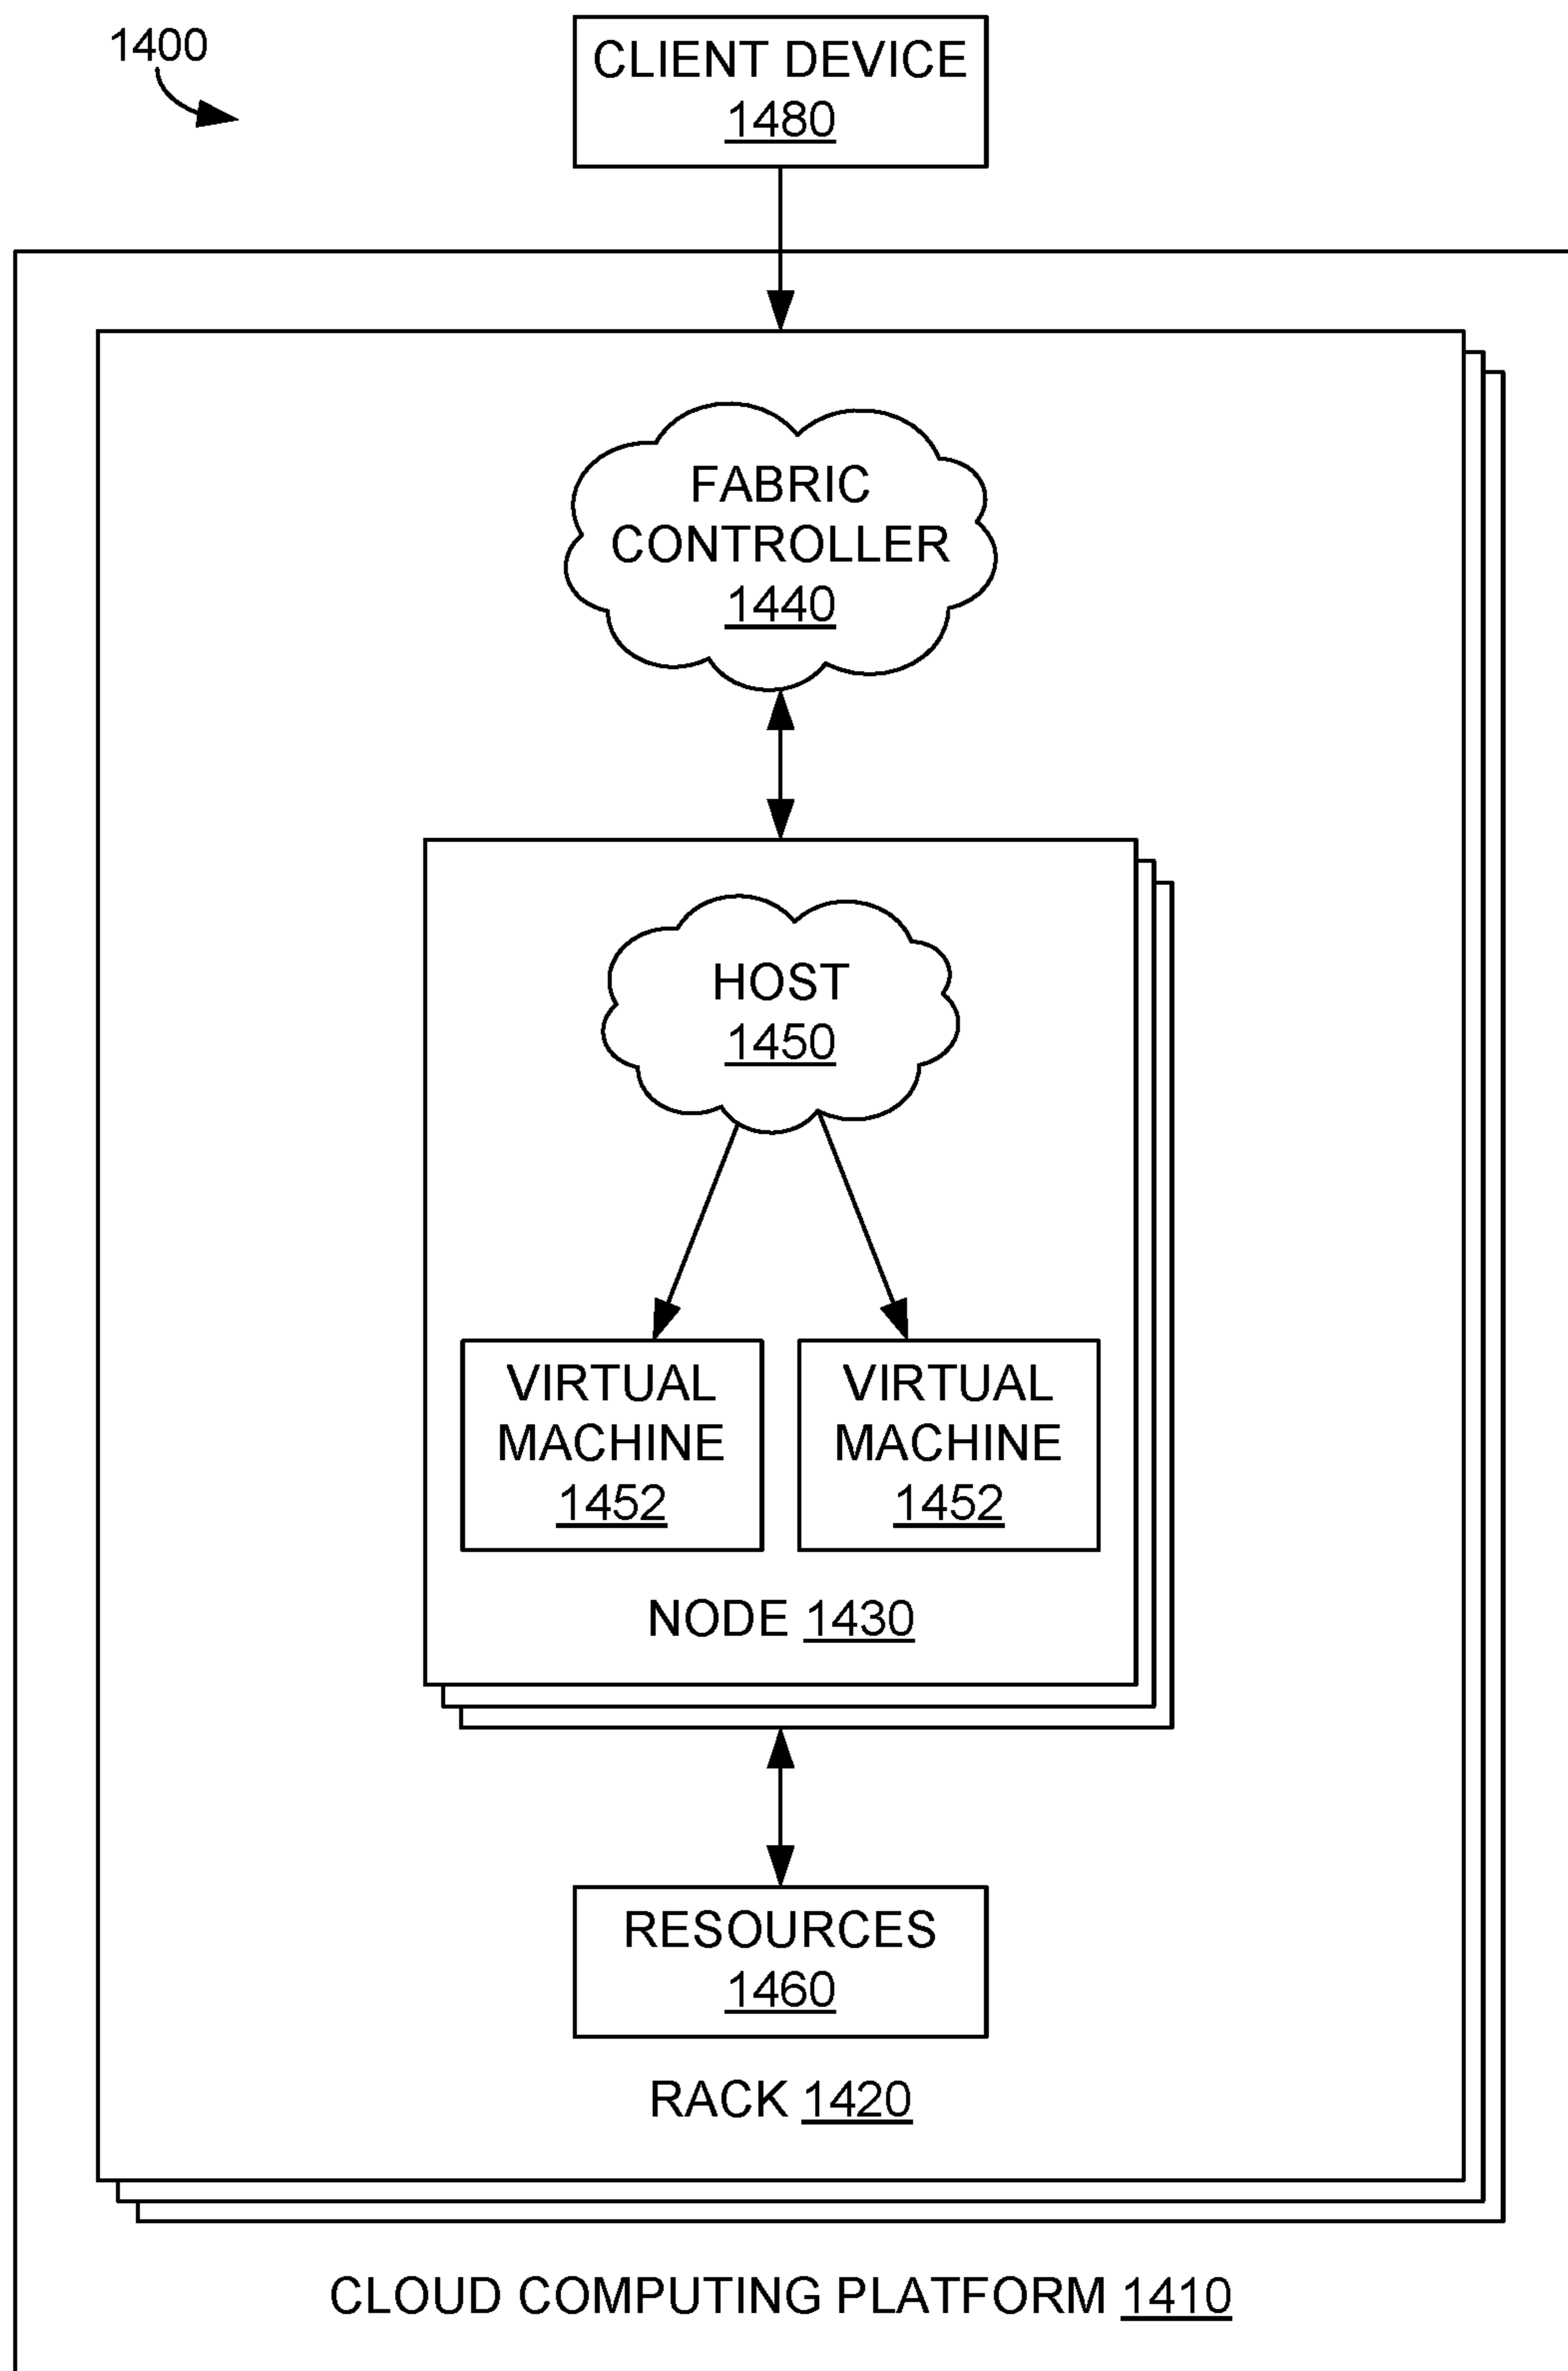 1400
CLIENT DEVICE
1480
FABRIC
CONTROLLER
1440
HOST
1450
VIRTUAL
MACHINE
1452
VIRTUAL
MACHINE
1452
NODE 1430
RESOURCES
1460
RACK 1420
CLOUD COMPUTING PLATFORM 1410